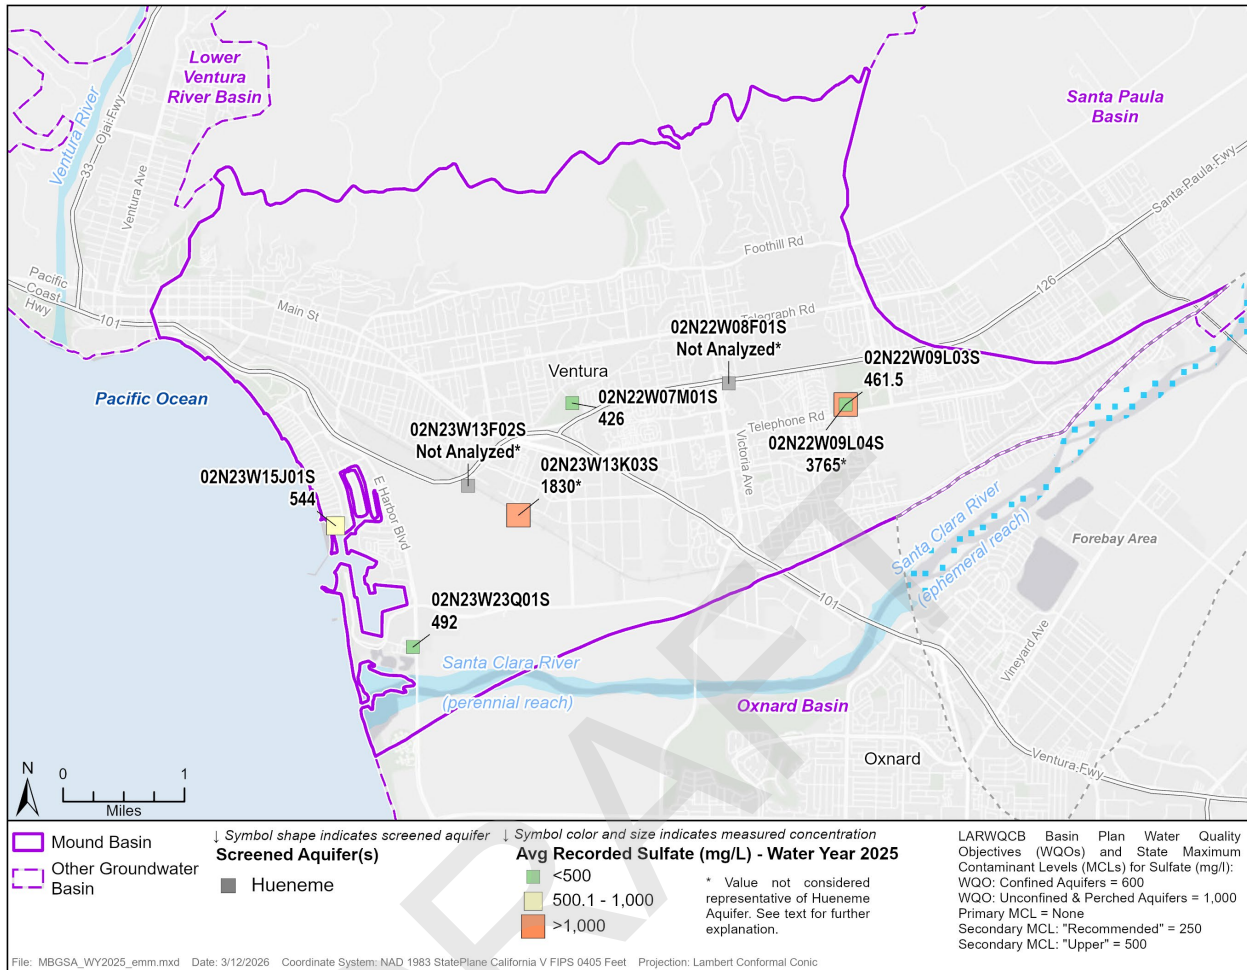 Lower
Ventura
River Basin
Santa Paula
Basin
Ventura River
33
Ojai Fwy
Ventura Ave
Santa Paula Fwy
Foothill Rd
126
Pacific
Coast
Hwy
101
Main St
Telegraph Rd
02N22W08F01S
Not Analyzed*
02N22W09L03S
461.5
Ventura
Pacific Ocean
02N22W07M01S
426
Telephone Rd
02N23W13F02S
Not Analyzed*
Victoria Ave
02N22W09L04S
3765*
02N23W13K03S
1830*
02N23W15J01S
544
E Harbor Blvd
Santa Clara River
(ephemeral reach)
Forebay Area
101
02N23W23Q01S
492
Vineyard Ave
Santa Clara River
(perennial reach)
Oxnard Basin
Oxnard
Ventura Fwy
N
0 1
Miles
DRAFT
Mound Basin
Other Groundwater
Basin
↓ Symbol shape indicates screened aquifer
Screened Aquifer(s)
Hueneme
↓ Symbol color and size indicates measured concentration
Avg Recorded Sulfate (mg/L) - Water Year 2025
<500
500.1 - 1,000
>1,000
* Value not considered
representative of Hueneme
Aquifer. See text for further
explanation.
LARWQCB Basin Plan Water Quality
Objectives (WQOs) and State Maximum
Contaminant Levels (MCLs) for Sulfate (mg/l):
WQO: Confined Aquifers = 600
WQO: Unconfined & Perched Aquifers = 1,000
Primary MCL = None
Secondary MCL: "Recommended" = 250
Secondary MCL: "Upper" = 500
File: MBGSA_WY2025_emm.mxd Date: 3/12/2026 Coordinate System: NAD 1983 StatePlane California V FIPS 0405 Feet Projection: Lambert Conformal Conic